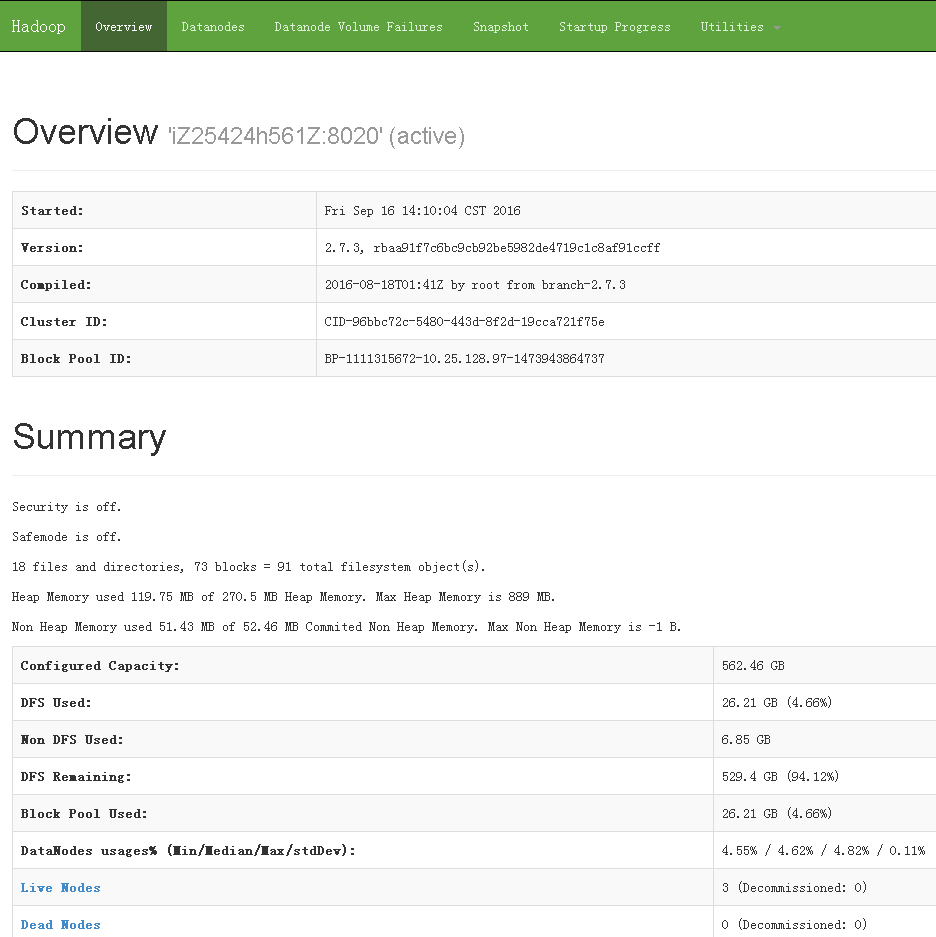 Hadoop Overview Datanodes Datanode Volume Failures Snapshot Startup Progress Utilities
Overview 'iZ25424h561Z:8020' (active)
Started: Fri Sep 16 14:10:04 CST 2016
Version: 2.7.3, rbaa91f7c6bc9cb92be5982de4719c1c8af91ccff
Compiled: 2016-08-18T01:41Z by root from branch-2.7.3
Cluster ID: CID-96bbc72c-5480-443d-8f2d-19cca721f75e
Block Pool ID: BP-1111315672-10.25.128.97-1473943864737
Summary
Security is off.
Safemode is off.
18 files and directories, 73 blocks = 91 total filesystem object(s).
Heap Memory used 119.75 MB of 270.5 MB Heap Memory. Max Heap Memory is 889 MB.
Non Heap Memory used 51.43 MB of 52.46 MB Commited Non Heap Memory. Max Non Heap Memory is -1 B.
Configured Capacity: 562.46 GB
DFS Used: 26.21 GB (4.66%)
Non DFS Used: 6.85 GB
DFS Remaining: 529.4 GB (94.12%)
Block Pool Used: 26.21 GB (4.66%)
DataNodes usages% (Min/Median/Max/stdDev): 4.55% / 4.62% / 4.82% / 0.11%
Live Nodes 3 (Decommissioned: 0)
Dead Nodes 0 (Decommissioned: 0)